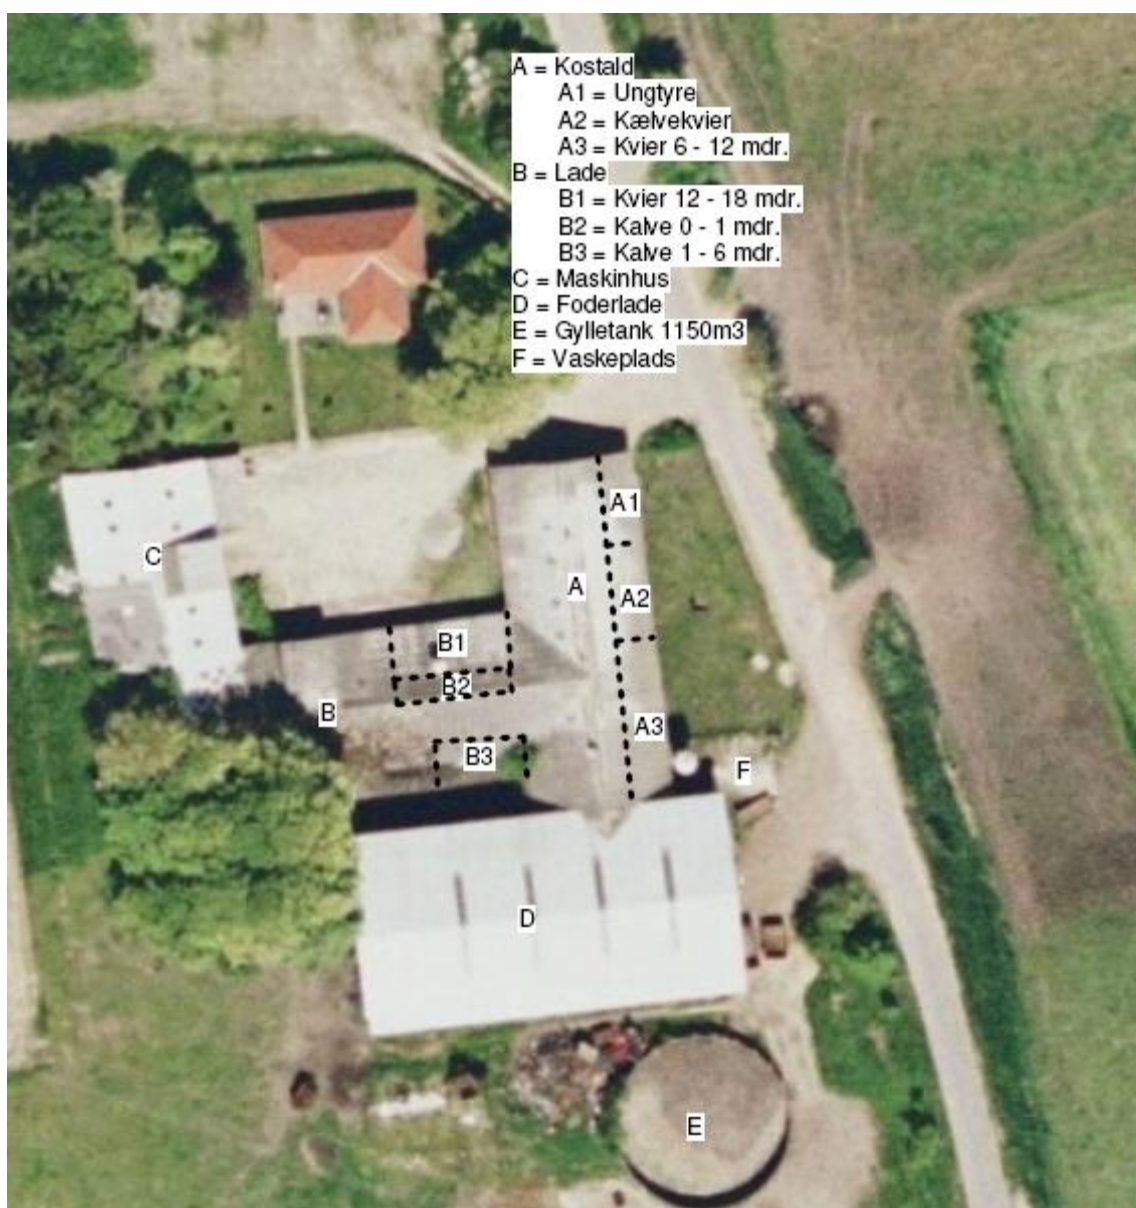 A = Kostald
A1 = Ungtyre
A2 = Kælvekvier
A3 = Kvier 6 - 12 mdr.
B = Lade
B1 = Kvier 12 - 18 mdr.
B2 = Kalve 0 - 1 mdr.
B3 = Kalve 1 - 6 mdr.
C = Maskinhus
D = Foderlade
E = Gylletank 1150m3
F = Vaskeplads
A1
C
A
A2
B1
B2
B
A3
B3
F
D
E